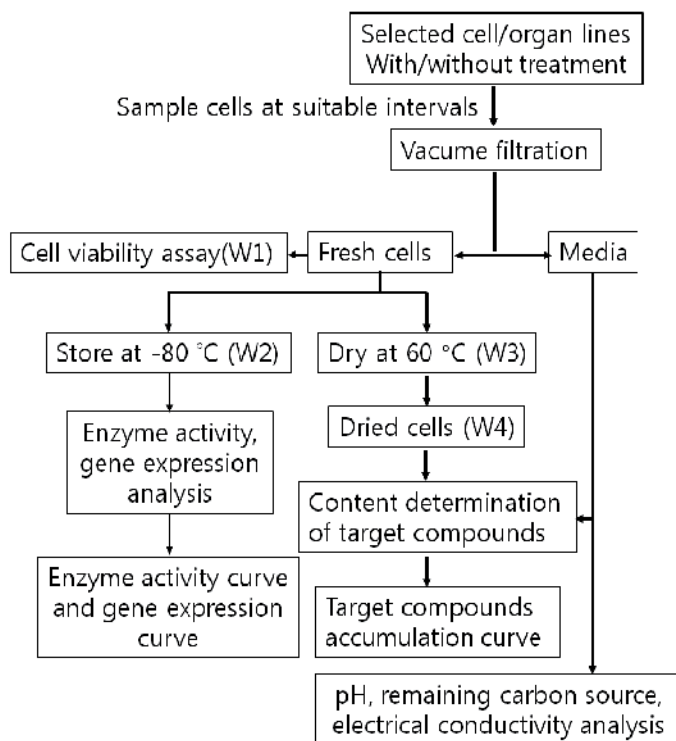 Selected cell/organ lines
With/without treatment
Sample cells at suitable intervals
Vacume filtration
Cell viability assay(W1)
Fresh cells
Media
Store at -80 °C (W2)
Dry at 60 °C (W3)
Enzyme activity,
gene expression
analysis
Dried cells (W4)
Content determination
of target compounds
Enzyme activity curve
and gene expression
curve
Target compounds
accumulation curve
pH, remaining carbon source,
electrical conductivity analysis